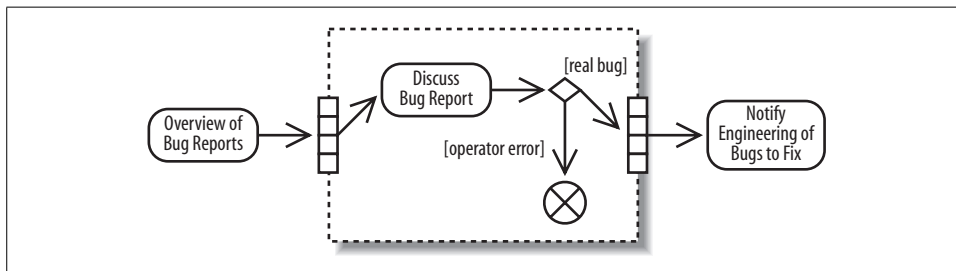 Overview of
Bug Reports
Discuss
Bug Report
[real bug]
[operator error]
Notify
Engineering of
Bugs to Fix